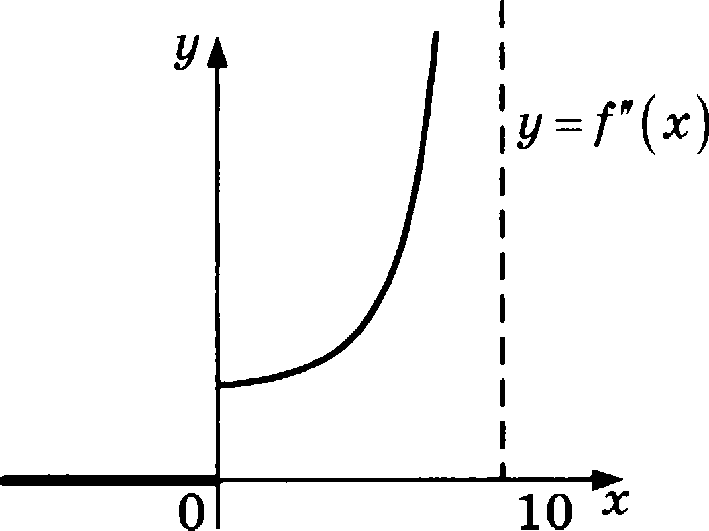 y
y = f″(x)
0
10
x